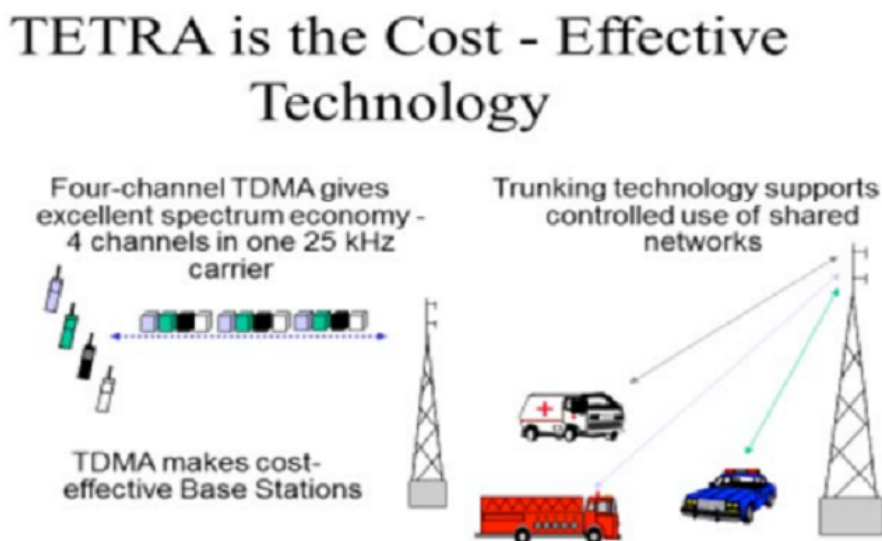 TETRA is the Cost - Effective
Technology
Four-channel TDMA gives
excellent spectrum economy -
4 channels in one 25 kHz
carrier
TDMA makes cost-
effective Base Stations
Trunking technology supports
controlled use of shared
networks